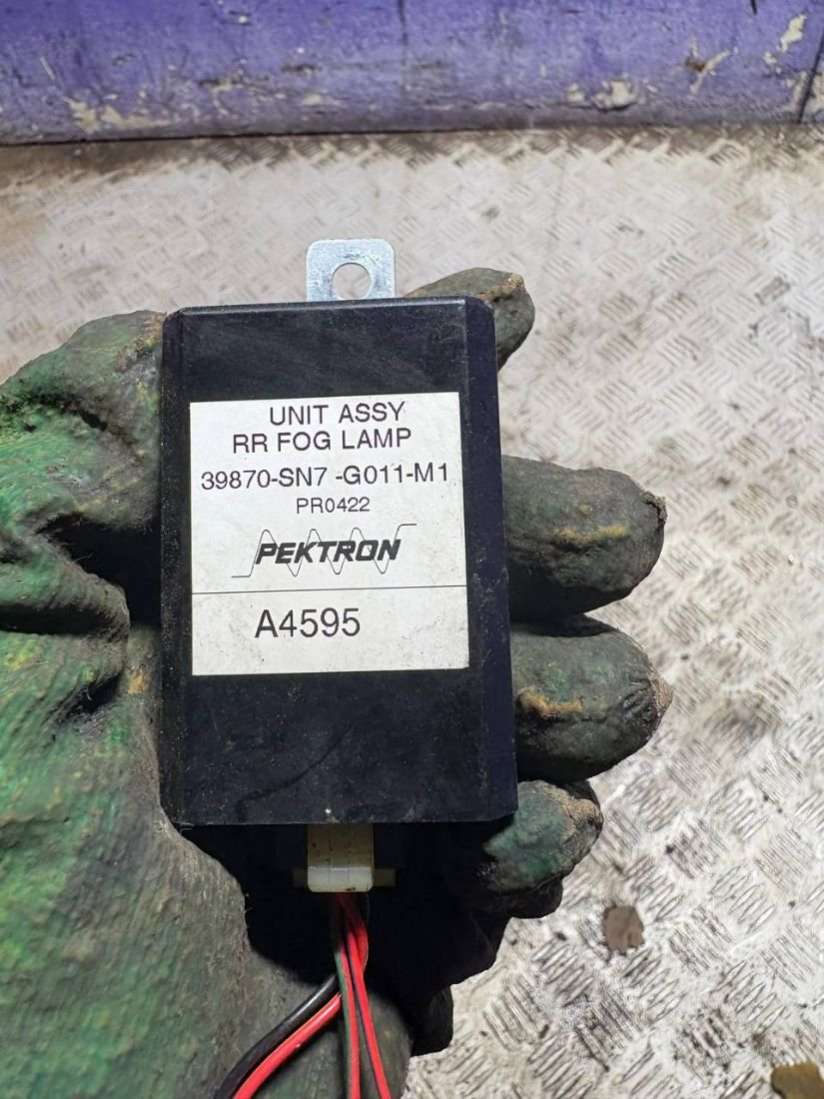 UNIT ASSY
RR FOG LAMP
39870-SN7 -G011-M1
PR0422
PEKTRON
A4595